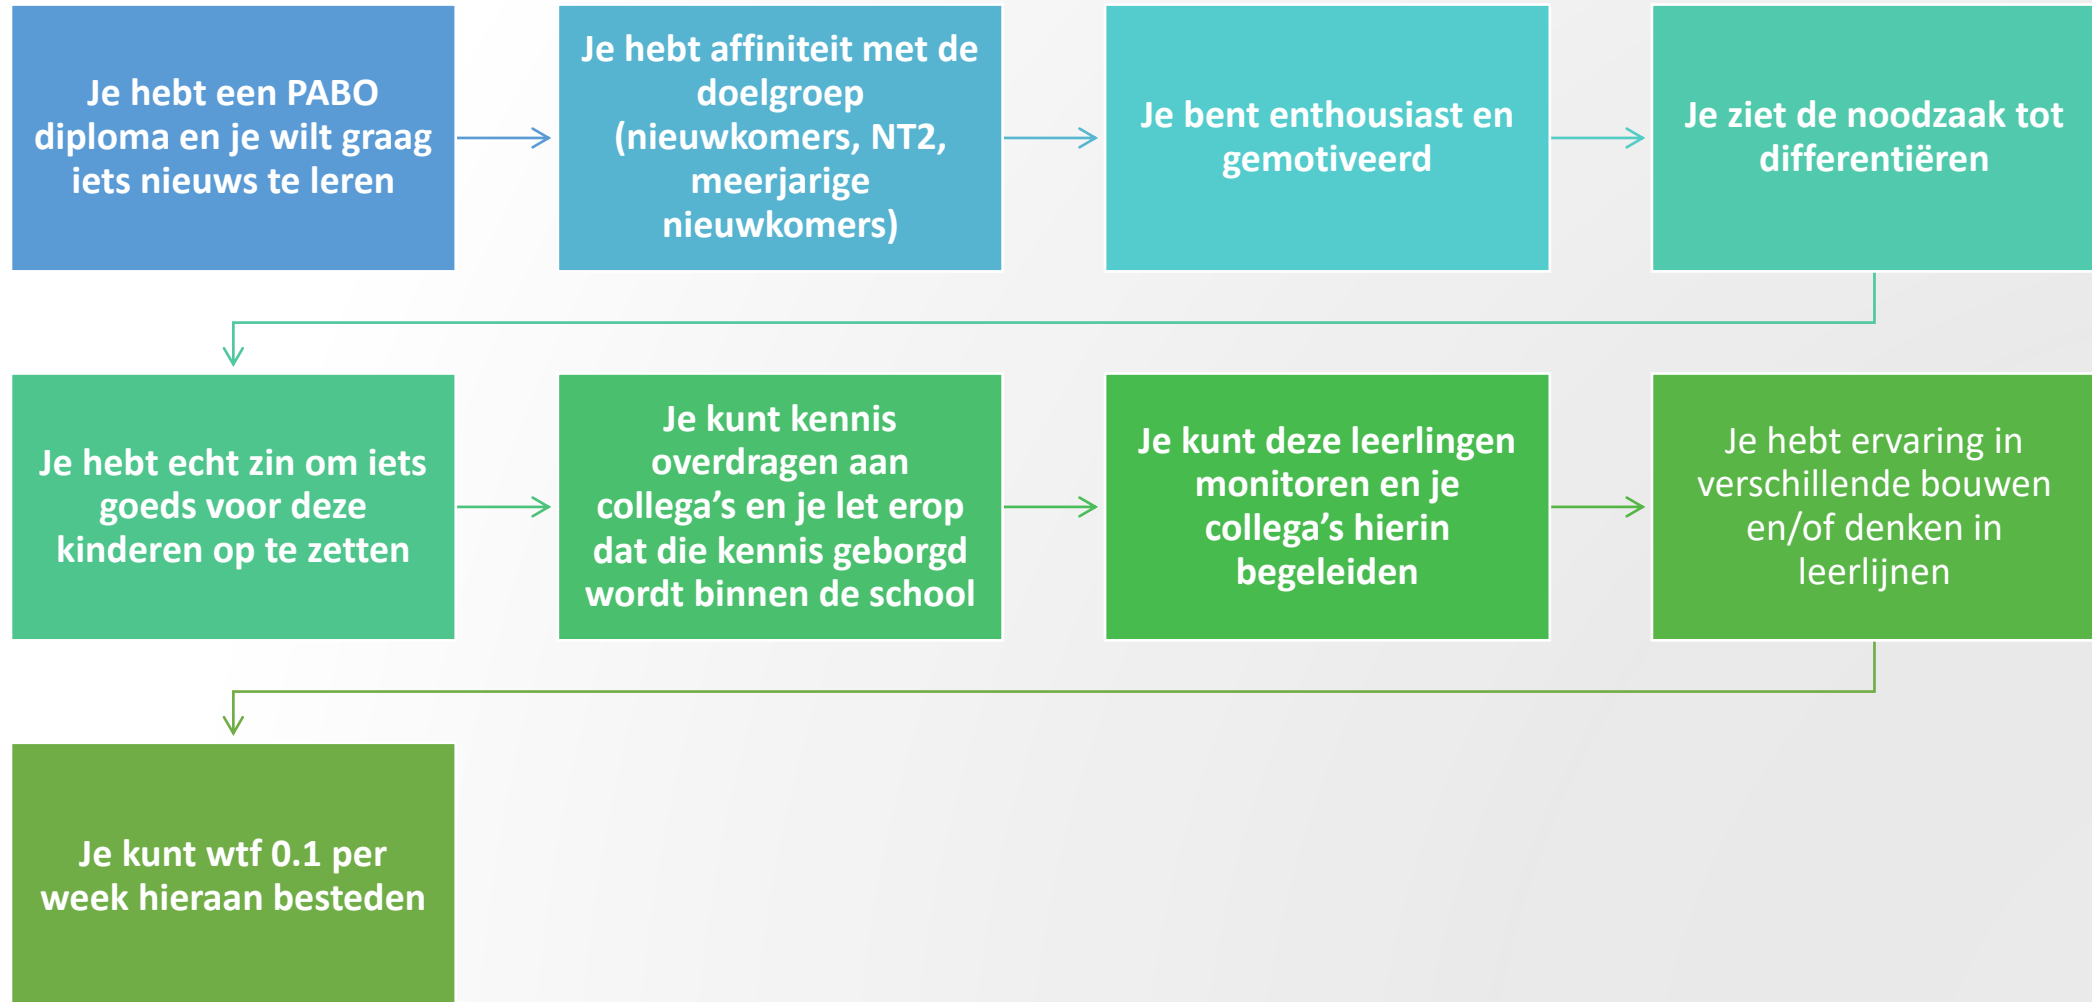 Je hebt een PABO
diploma en je wilt graag
iets nieuws te leren
Je hebt affiniteit met de
doelgroep
(nieuwkomers, NT2,
meerjarige
nieuwkomers)
Je bent enthousiast en
gemotiveerd
Je ziet de noodzaak tot
differentiëren
Je hebt echt zin om iets
goeds voor deze
kinderen op te zetten
Je kunt kennis
overdragen aan
collega’s en je let erop
dat die kennis geborgd
wordt binnen de school
Je kunt deze leerlingen
monitoren en je
collega’s hierin
begeleiden
Je hebt ervaring in
verschillende bouwen
en/of denken in
leerlijnen
Je kunt wtf 0.1 per
week hieraan besteden